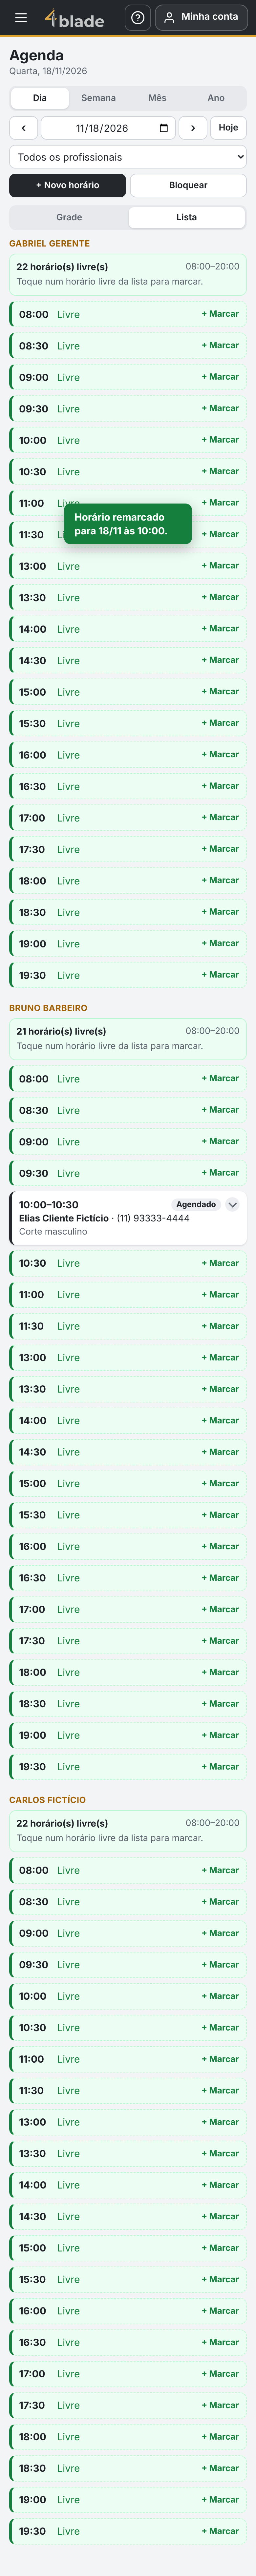 4blade
Minha conta
Agenda
Quarta, 18/11/2026
Dia Semana Mês Ano
11/18/2026 Hoje
Todos os profissionais
+ Novo horário Bloquear
Grade Lista
GABRIEL GERENTE
22 horário(s) livre(s) 08:00–20:00
Toque num horário livre da lista para marcar.
08:00 Livre + Marcar
08:30 Livre + Marcar
09:00 Livre + Marcar
09:30 Livre + Marcar
10:00 Livre + Marcar
10:30 Livre + Marcar
11:00 Livre + Marcar
Horário remarcado
para 18/11 às 10:00.
11:30 + Marcar
13:00 Livre + Marcar
13:30 Livre + Marcar
14:00 Livre + Marcar
14:30 Livre + Marcar
15:00 Livre + Marcar
15:30 Livre + Marcar
16:00 Livre + Marcar
16:30 Livre + Marcar
17:00 Livre + Marcar
17:30 Livre + Marcar
18:00 Livre + Marcar
18:30 Livre + Marcar
19:00 Livre + Marcar
19:30 Livre + Marcar
BRUNO BARBEIRO
21 horário(s) livre(s) 08:00–20:00
Toque num horário livre da lista para marcar.
08:00 Livre + Marcar
08:30 Livre + Marcar
09:00 Livre + Marcar
09:30 Livre + Marcar
10:00–10:30 Agendado
Elias Cliente Fictício · (11) 93333-4444
Corte masculino
10:30 Livre + Marcar
11:00 Livre + Marcar
11:30 Livre + Marcar
13:00 Livre + Marcar
13:30 Livre + Marcar
14:00 Livre + Marcar
14:30 Livre + Marcar
15:00 Livre + Marcar
15:30 Livre + Marcar
16:00 Livre + Marcar
16:30 Livre + Marcar
17:00 Livre + Marcar
17:30 Livre + Marcar
18:00 Livre + Marcar
18:30 Livre + Marcar
19:00 Livre + Marcar
19:30 Livre + Marcar
CARLOS FICTÍCIO
22 horário(s) livre(s) 08:00–20:00
Toque num horário livre da lista para marcar.
08:00 Livre + Marcar
08:30 Livre + Marcar
09:00 Livre + Marcar
09:30 Livre + Marcar
10:00 Livre + Marcar
10:30 Livre + Marcar
11:00 Livre + Marcar
11:30 Livre + Marcar
13:00 Livre + Marcar
13:30 Livre + Marcar
14:00 Livre + Marcar
14:30 Livre + Marcar
15:00 Livre + Marcar
15:30 Livre + Marcar
16:00 Livre + Marcar
16:30 Livre + Marcar
17:00 Livre + Marcar
17:30 Livre + Marcar
18:00 Livre + Marcar
18:30 Livre + Marcar
19:00 Livre + Marcar
19:30 Livre + Marcar